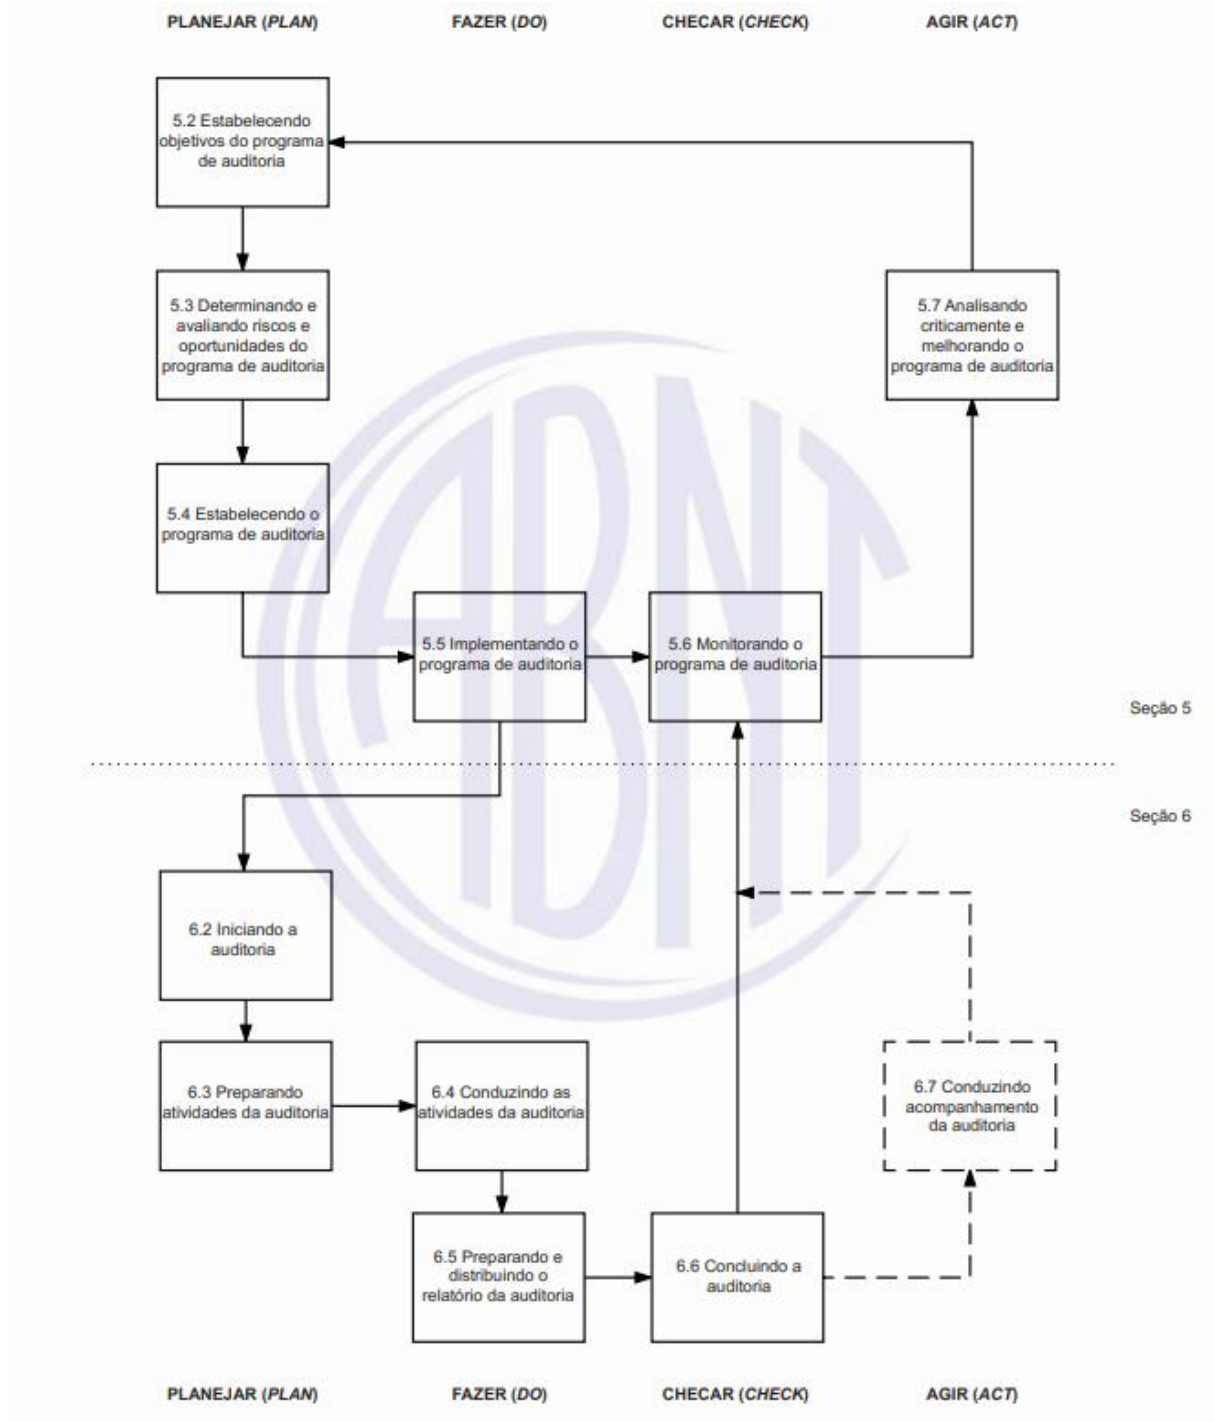 PLANEJAR (PLAN)
FAZER (DO)
CHECAR (CHECK)
AGIR (ACT)
5.2 Estabelecendo
objetivos do programa
de auditoria
5.3 Determinando e
avaliando riscos e
oportunidades do
programa de auditoria
5.7 Analisando
criticamente e
melhorando o
programa de auditoria
5.4 Estabelecendo o
programa de auditoria
5.5 Implementando o
programa de auditoria
5.6 Monitorando o
programa de auditoria
Seção 5
ABNT
Seção 6
6.2 Iniciando a
auditoria
6.3 Preparando
atividades da auditoria
6.4 Conduzindo as
atividades da auditoria
6.7 Conduzindo
acompanhamento
da auditoria
6.5 Preparando e
distribuindo o
relatório da auditoria
6.6 Concluindo a
auditoria
PLANEJAR (PLAN)
FAZER (DO)
CHECAR (CHECK)
AGIR (ACT)